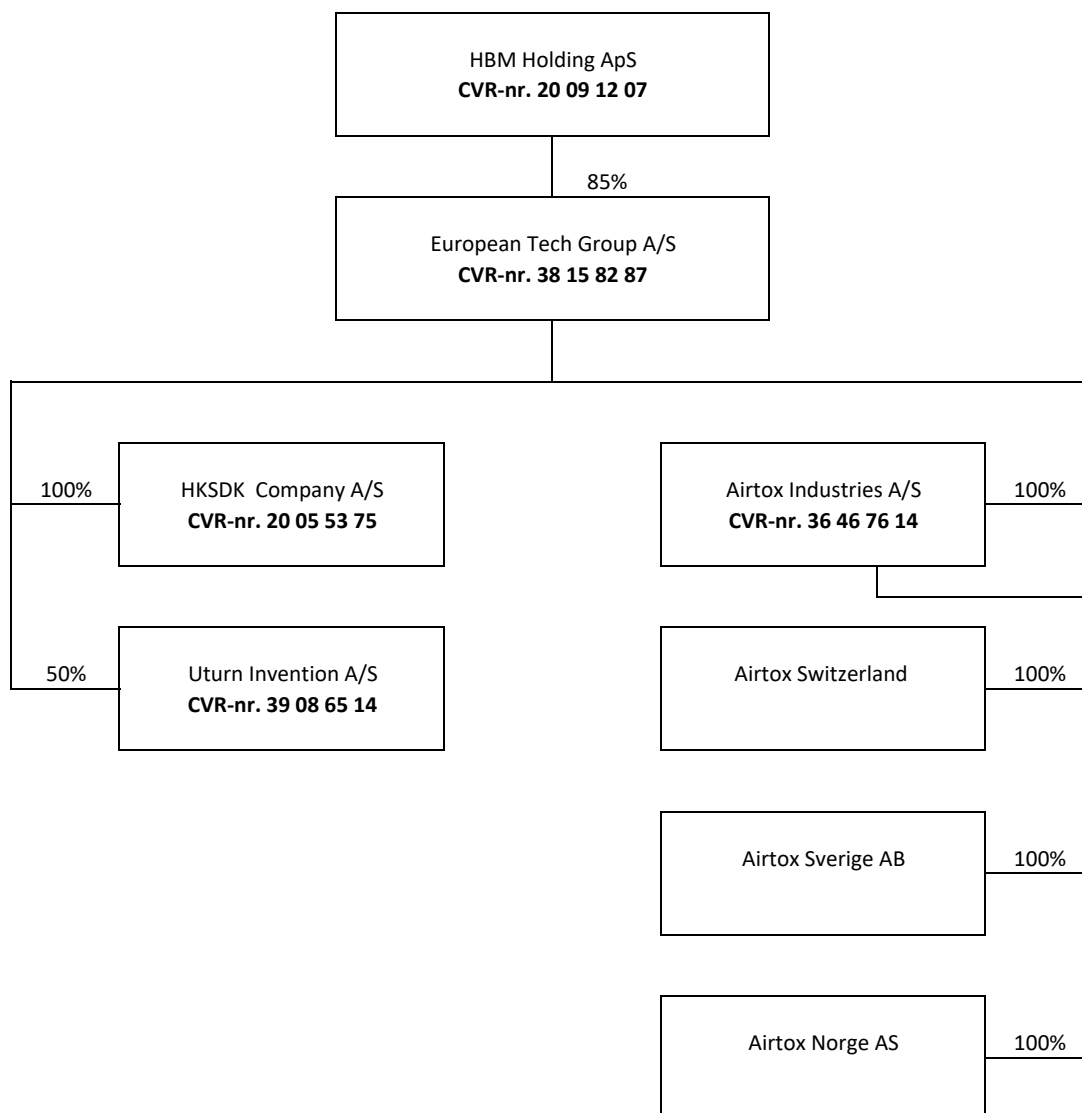 HBM Holding ApS
CVR-nr. 20 09 12 07
85%
European Tech Group A/S
CVR-nr. 38 15 82 87
100%
HKSDK  Company A/S
CVR-nr. 20 05 53 75
Airtox Industries A/S
CVR-nr. 36 46 76 14
100%
50%
Uturn Invention A/S
CVR-nr. 39 08 65 14
Airtox Switzerland
100%
Airtox Sverige AB
100%
Airtox Norge AS
100%